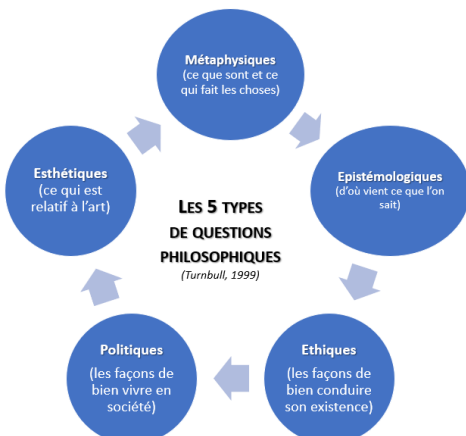 Métaphysiques
(ce que sont et ce
qui fait les choses)
Epistémologiques
(d'où vient ce que l'on
sait)
Ethiques
(les façons de
bien conduire
son existence)
Politiques
(les façons de
bien vivre en
société)
Esthétiques
(ce qui est
relatif à l'art)
LES 5 TYPES
DE QUESTIONS
PHILOSOPHIQUES
(Turnbull, 1999)